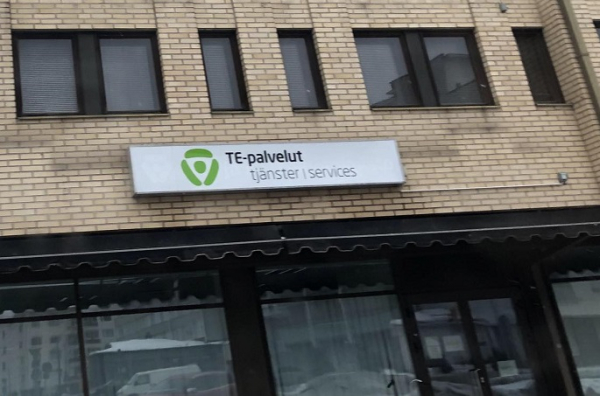 TE-palvelut
tjänster | services